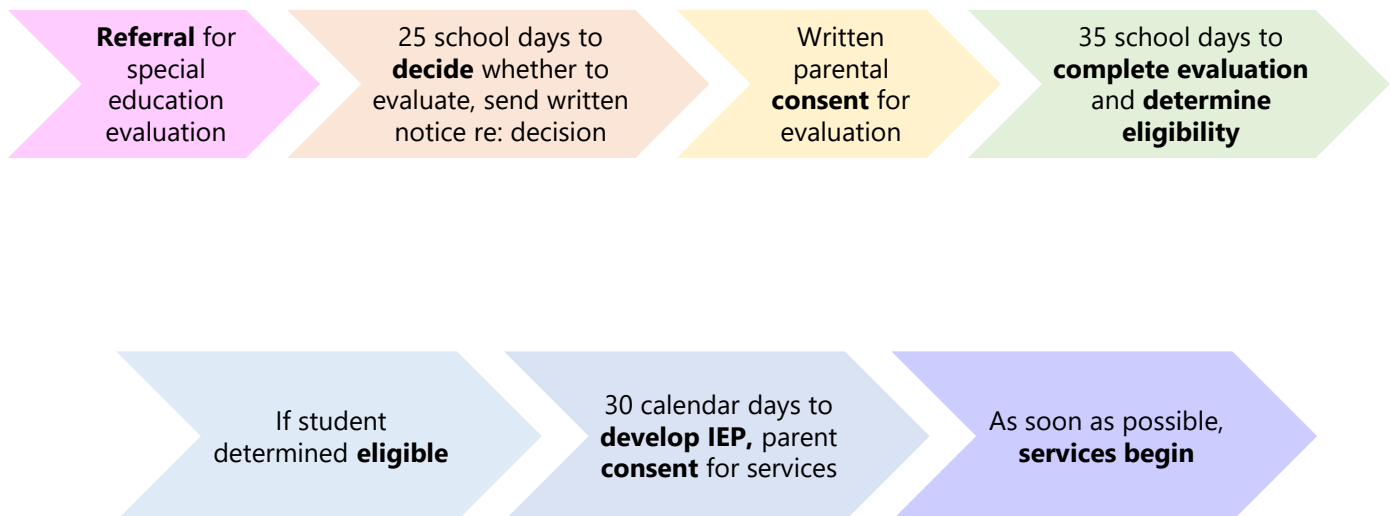 Referral for
special
education
evaluation
25 school days to
decide whether to
evaluate, send written
notice re: decision
Written
parental
consent for
evaluation
35 school days to
complete evaluation
and determine
eligibility
If student
determined eligible
30 calendar days to
develop IEP, parent
consent for services
As soon as possible,
services begin